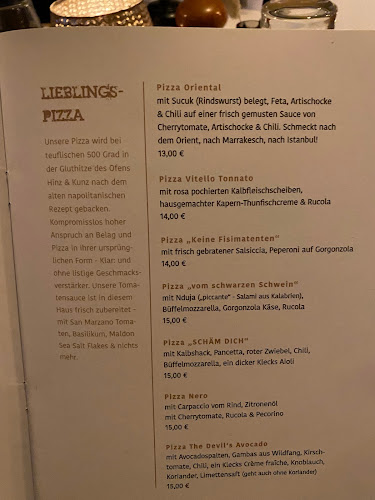 LIEBLINGS-
PIZZA
Unsere Pizza wird bei
teuflischen 500 Grad in
der Gluthitze des Ofens
Hinz & Kunz nach dem
alten napolitanischen
Rezept gebacken.
Kompromisslos hoher
Anspruch an Belag und
Pizza in ihrer ursprüng-
lichen Form - Klar: und
ohne listige Geschmacks-
verstärker. Unsere Toma-
tensauce ist in diesem
Haus frisch zubereitet -
mit San Marzano Toma-
ten, Basilikum, Maldon
Sea Salt Flakes & nichts
mehr.
Pizza Oriental
mit Sucuk (Rindswurst) belegt, Feta, Artischocke
& Chili auf einer frisch gemusten Sauce von
Cherrytomate, Artischocke & Chili. Schmeckt nach
dem Orient, nach Marrakesch, nach Istanbul!
13,00 €
Pizza Vitello Tonnato
mit rosa pochierten Kalbfleischscheiben,
hausgemachter Kapern-Thunfischcreme & Rucola
14,00 €
Pizza „Keine Fisimatenten"
mit frisch gebratener Salsiccia, Peperoni auf Gorgonzola
14,00 €
Pizza „vom schwarzen Schwein"
mit Nduja („piccante" - Salami aus Kalabrien),
Büffelmozzarella, Gorgonzola Käse, Rucola
15,00 €
Pizza „SCHÄM DICH"
mit Kalbshack, Pancetta, roter Zwiebel, Chili,
Büffelmozzarella, ein dicker Klecks Aioli
15,00 €
Pizza Nero
mit Carpaccio vom Rind, Zitronenöl
mit Cherrytomate, Rucola & Pecorino
15,00 €
Pizza The Devil's Avocado
mit Avocadospalten, Gambas aus Wildfang, Kirsch-
tomate, Chili, ein Klecks Crème fraîche, Knoblauch,
Koriander, Limettensaft (geht auch ohne Koriander)
15,00 €